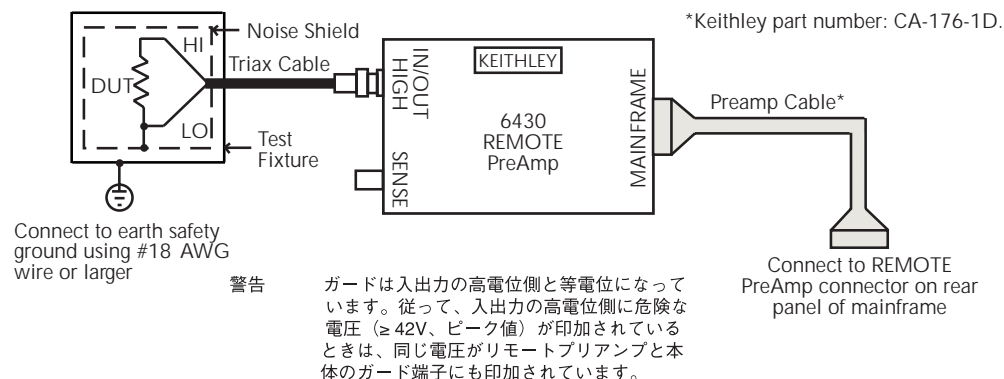 *Keithley part number: CA-176-1D.
Noise Shield
HI
Triax Cable
DUT
LO
Test
Fixture
IN/OUT
HIGH
KEITHLEY
6430
REMOTE
PreAmp
SENSE
MAINFRAME
Preamp Cable*
Connect to earth safety
ground using #18 AWG
wire or larger
Connect to REMOTE
PreAmp connector on rear
panel of mainframe
警告
ガードは入出力の高電位側と等電位になって
います。従って、入出力の高電位側に危険な
電圧（≥ 42V、ピーク値）が印加されている
ときは、同じ電圧がリモートプリアンプと本
体のガード端子にも印加されています。